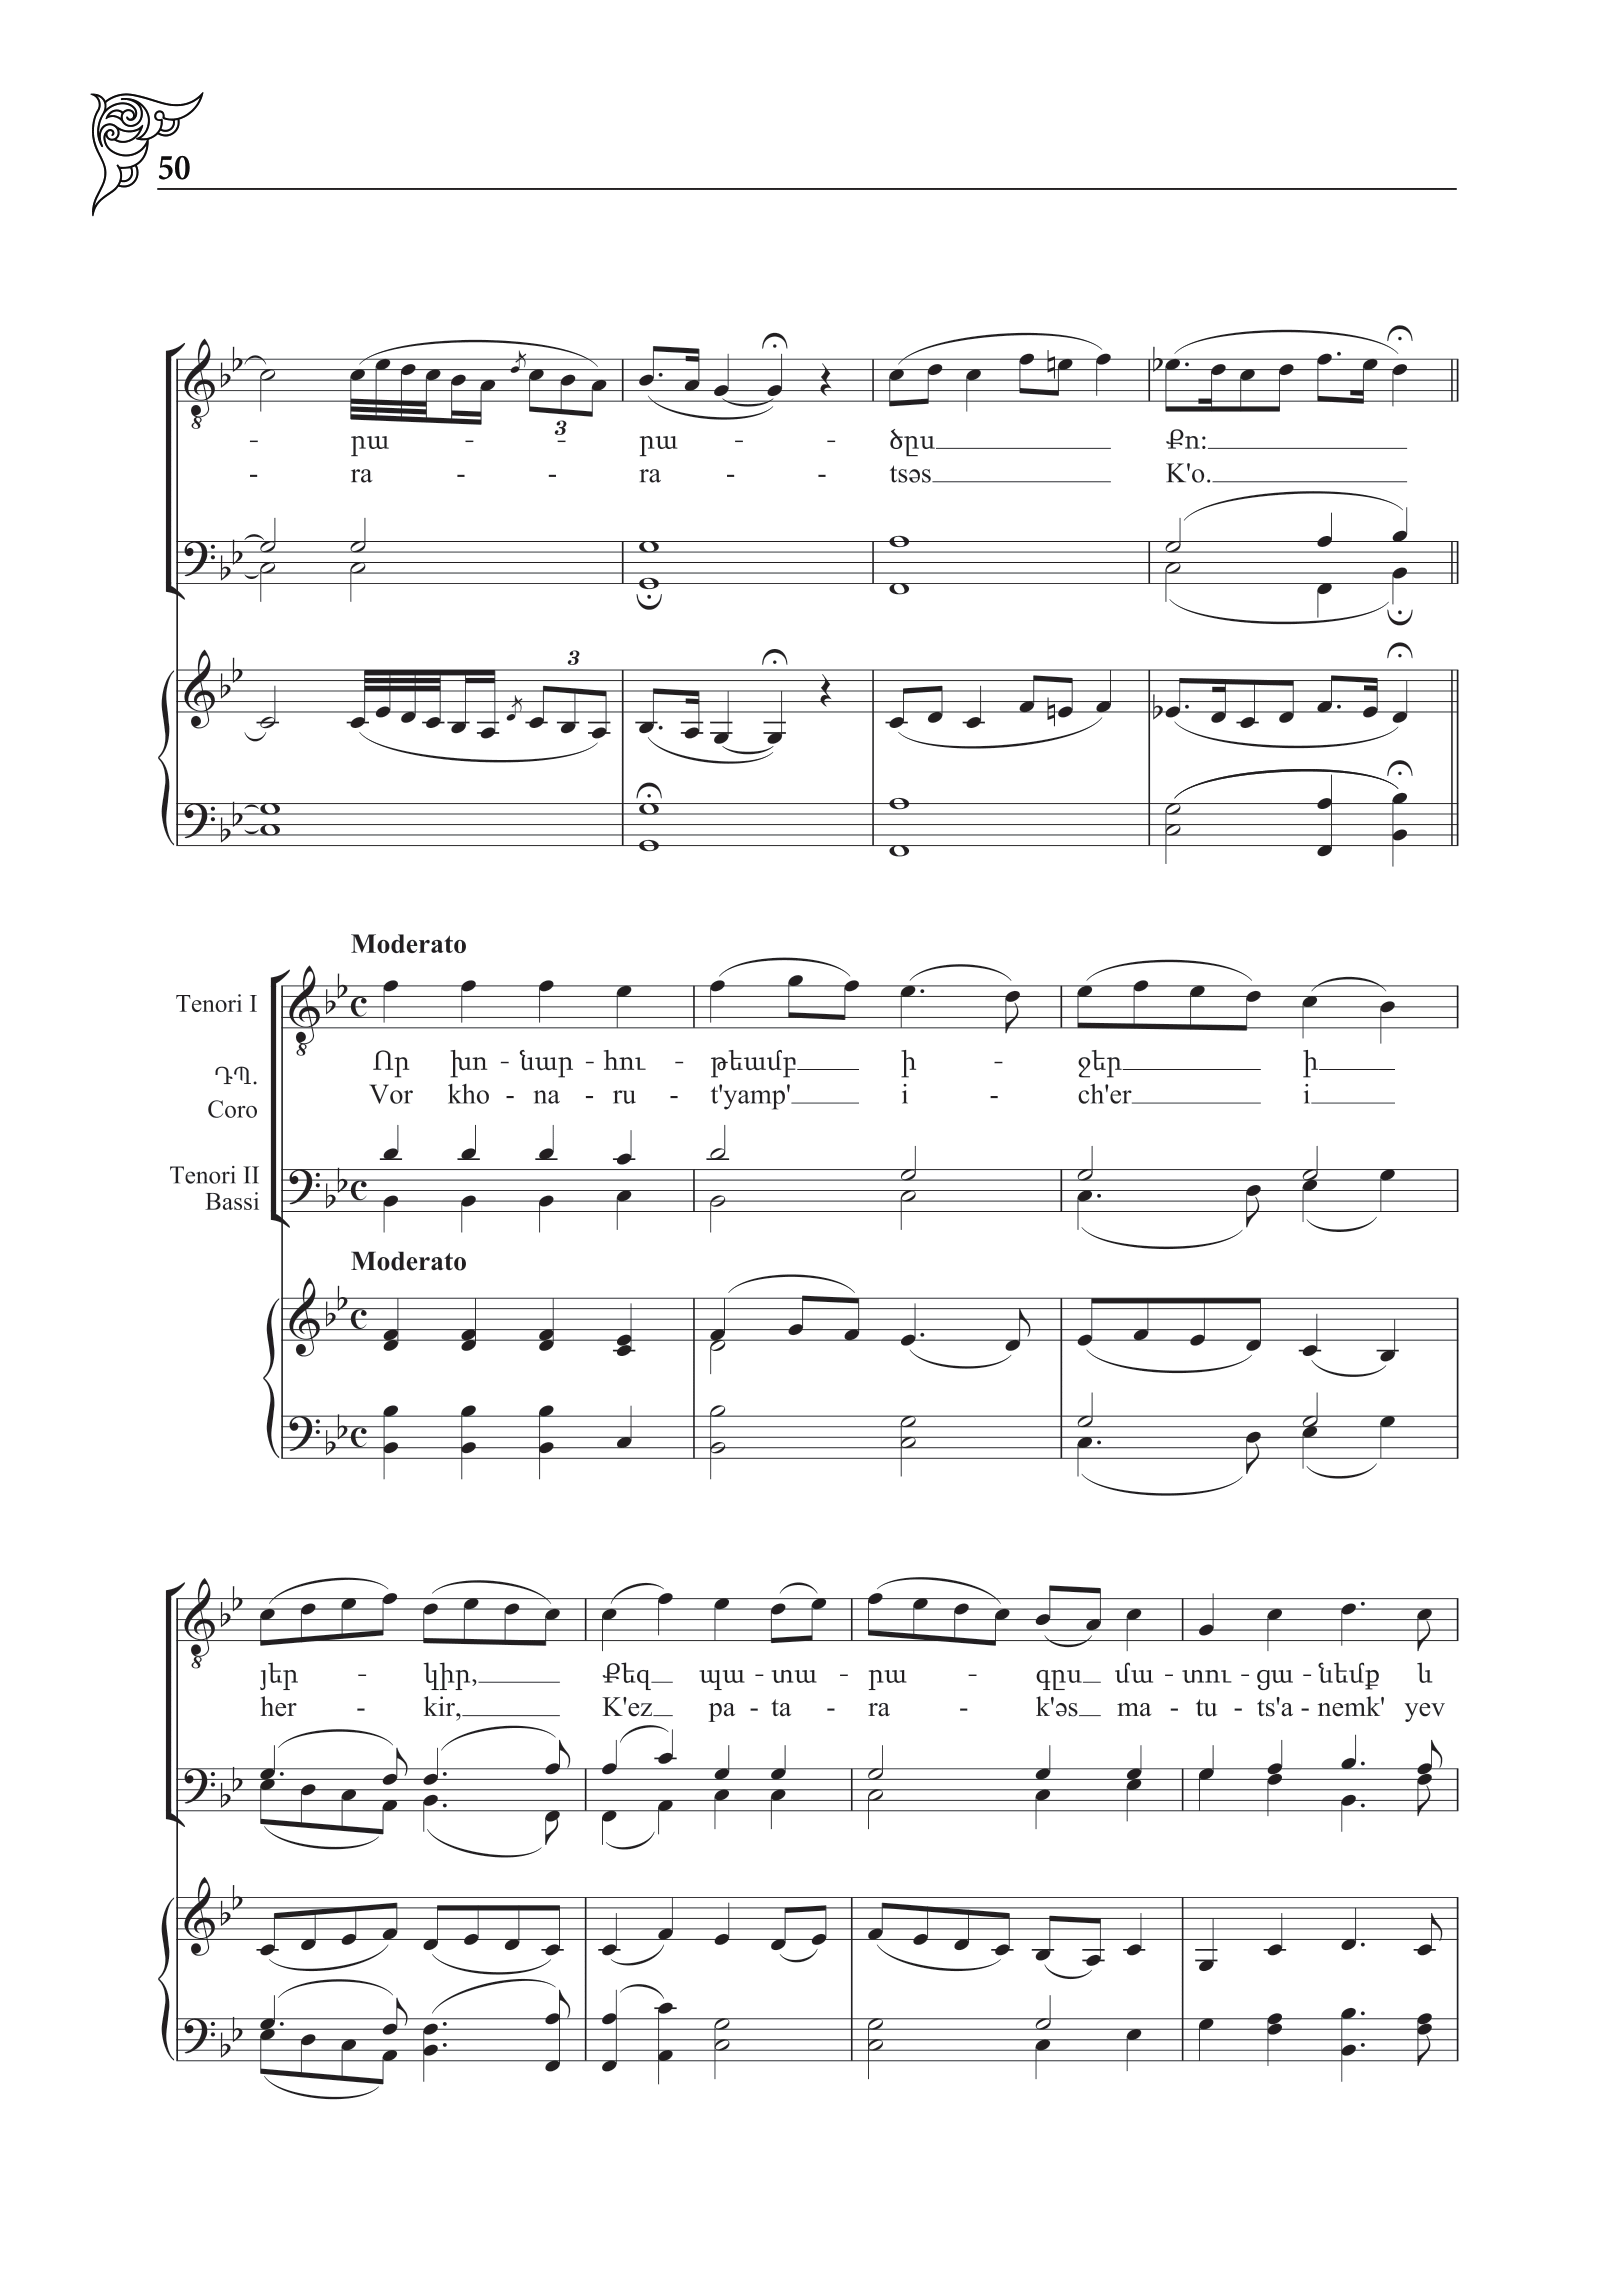 50
3
- րա - - րա - - ծըս Քո:
- ra - - ra - - tsəs K'o.
3
Moderato
Tenori I
Որ խո - նար - հու - թեամբ ի - ջեր ի
ԴՊ.
Vor kho - na - ru - t'yamp' i - ch'er i
Coro
Tenori II
Bassi
Moderato
յեր - կիր, Քեզ պա - տա - րա - գըս մա - տու - ցա - նեմք և
her - kir, K'ez pa - ta - ra - k'əs ma - tu - ts'a - nemk' yev